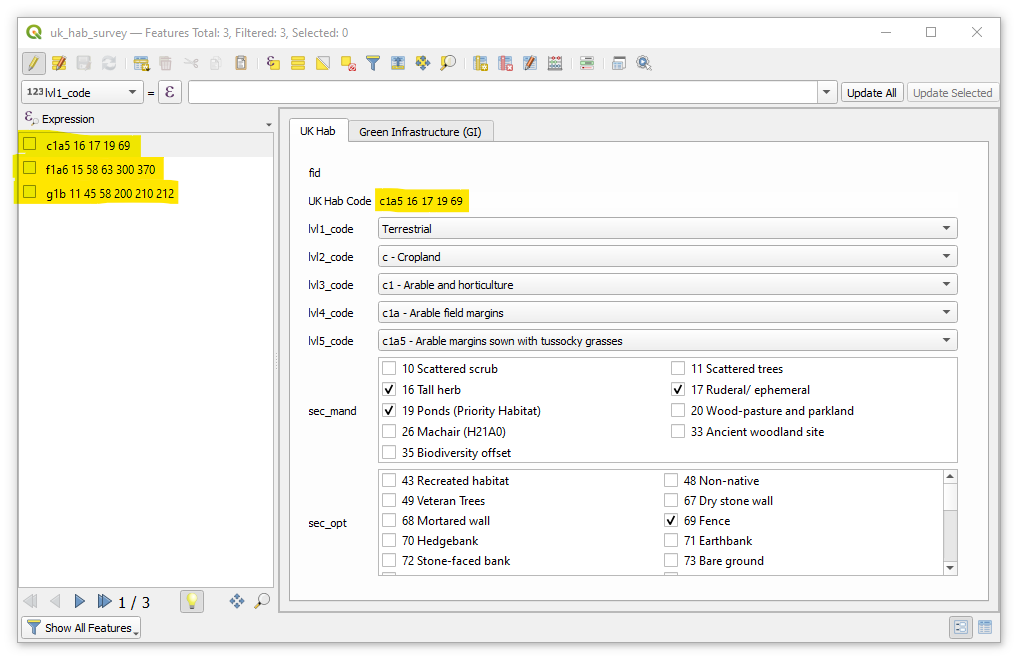 uk_hab_survey — Features Total: 3, Filtered: 3, Selected: 0
123 lvl1_code = ε Update All Update Selected
Expression
c1a5 16 17 19 69
f1a6 15 58 63 300 370
g1b 11 45 58 200 210 212
UK Hab Green Infrastructure (GI)
fid
UK Hab Code c1a5 16 17 19 69
lvl1_code Terrestrial
lvl2_code c - Cropland
lvl3_code c1 - Arable and horticulture
lvl4_code c1a - Arable field margins
lvl5_code c1a5 - Arable margins sown with tussocky grasses
10 Scattered scrub 11 Scattered trees
16 Tall herb 17 Ruderal/ ephemeral
sec_mand 19 Ponds (Priority Habitat) 20 Wood-pasture and parkland
26 Machair (H21A0) 33 Ancient woodland site
35 Biodiversity offset
43 Recreated habitat 48 Non-native
49 Veteran Trees 67 Dry stone wall
sec_opt 68 Mortared wall 69 Fence
70 Hedgebank 71 Earthbank
72 Stone-faced bank 73 Bare ground
1 / 3
Show All Features